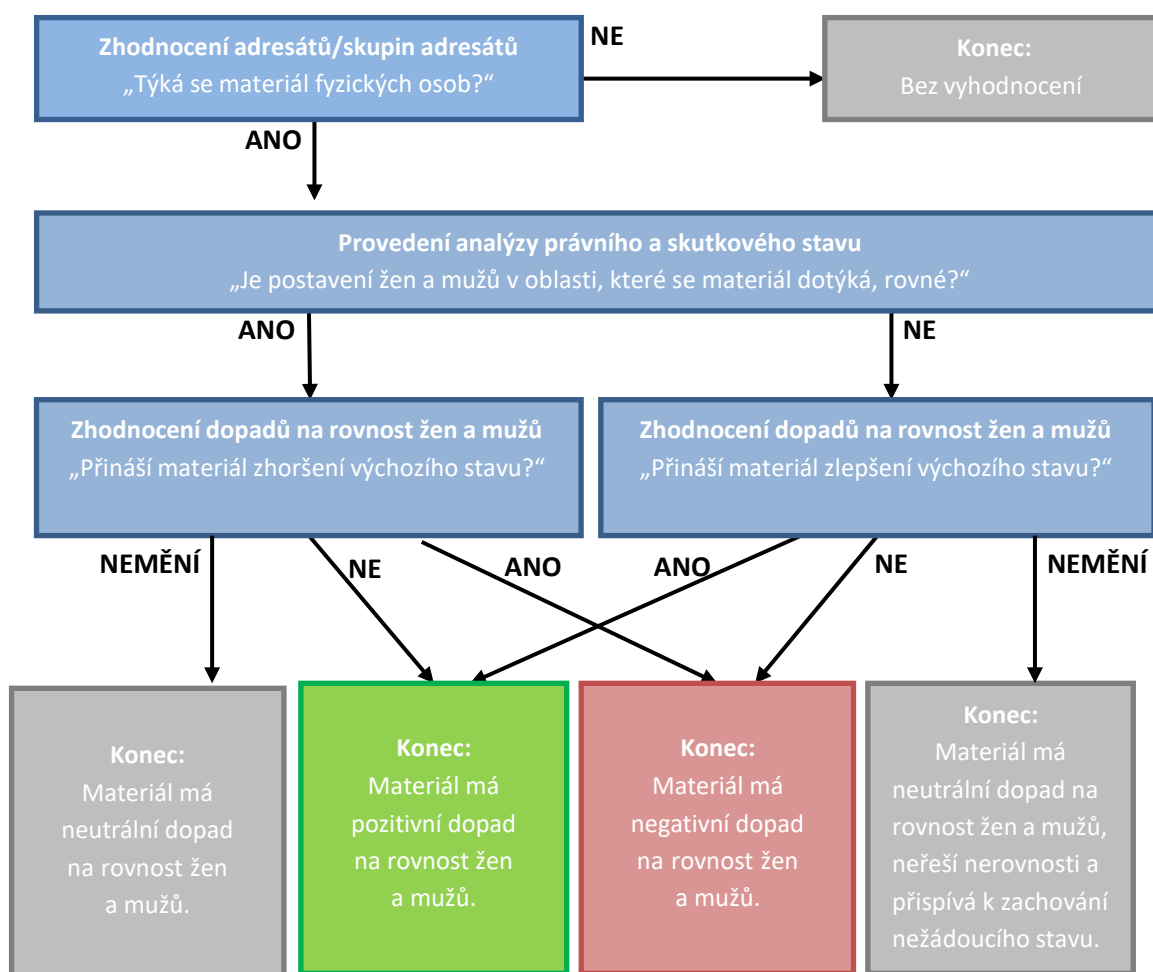 Zhodnocení adresátů/skupin adresátů
„Týká se materiál fyzických osob?“
NE
Konec:
Bez vyhodnocení
ANO
Provedení analýzy právního a skutkového stavu
„Je postavení žen a mužů v oblasti, které se materiál dotýká, rovné?“
ANO
NE
Zhodnocení dopadů na rovnost žen a mužů
„Přináší materiál zhoršení výchozího stavu?“
Zhodnocení dopadů na rovnost žen a mužů
„Přináší materiál zlepšení výchozího stavu?“
NEMĚNÍ
NE
ANO
ANO
NE
NEMĚNÍ
Konec:
Materiál má
neutrální dopad
na rovnost žen
a mužů.
Konec:
Materiál má
pozitivní dopad
na rovnost žen
a mužů.
Konec:
Materiál má
negativní dopad
na rovnost žen
a mužů.
Konec:
Materiál má
neutrální dopad na
rovnost žen a mužů,
neřeší nerovnosti a
přispívá k zachování
nežádoucího stavu.